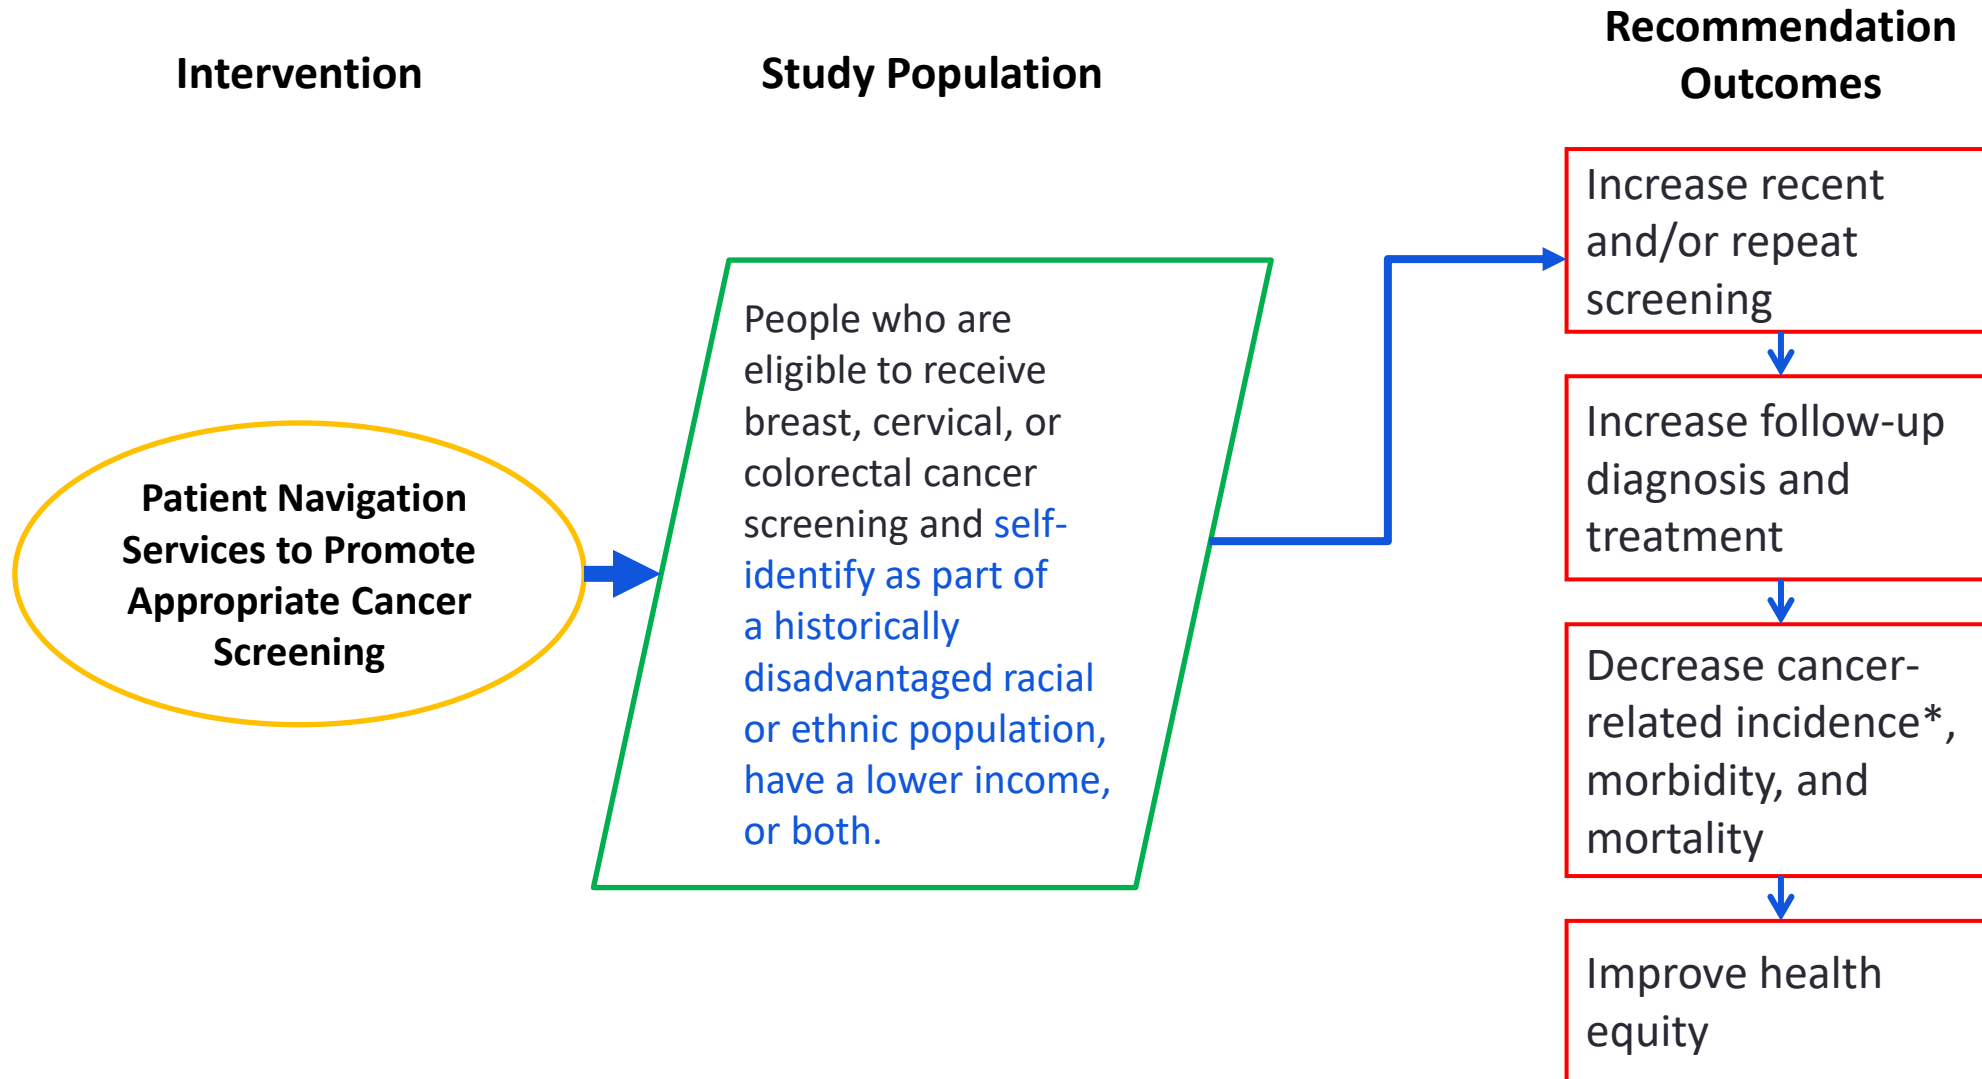 Intervention
Study Population
Recommendation
Outcomes
Patient Navigation
Services to Promote
Appropriate Cancer
Screening
People who are
eligible to receive
breast, cervical, or
colorectal cancer
screening and self-
identify as part of
a historically
disadvantaged racial
or ethnic population,
have a lower income,
or both.
Increase recent
and/or repeat
screening
Increase follow-up
diagnosis and
treatment
Decrease cancer-
related incidence*,
morbidity, and
mortality
Improve health
equity